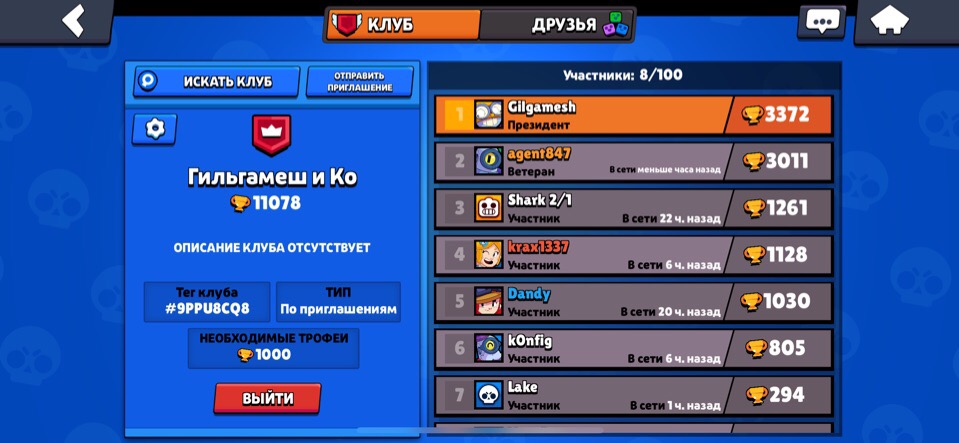 КЛУБ
ДРУЗЬЯ
ИСКАТЬ КЛУБ
ОТПРАВИТЬ
ПРИГЛАШЕНИЕ
Гильгамеш и Ко
11078
ОПИСАНИЕ КЛУБА ОТСУТСТВУЕТ
Тег клуба
#9PPU8CQ8
ТИП
По приглашениям
НЕОБХОДИМЫЕ ТРОФЕИ
1000
ВЫЙТИ
Участники: 8/100
1 Gilgamesh 3372
Президент
2 agent847 3011
Ветеран В сети меньше часа назад
3 Shark 2/1 1261
Участник В сети 22 ч. назад
4 krax1337 1128
Участник В сети 6 ч. назад
5 Dandy 1030
Участник В сети 20 ч. назад
6 k0nfig 805
Участник В сети 6 ч. назад
7 Lake 294
Участник В сети 1 ч. назад